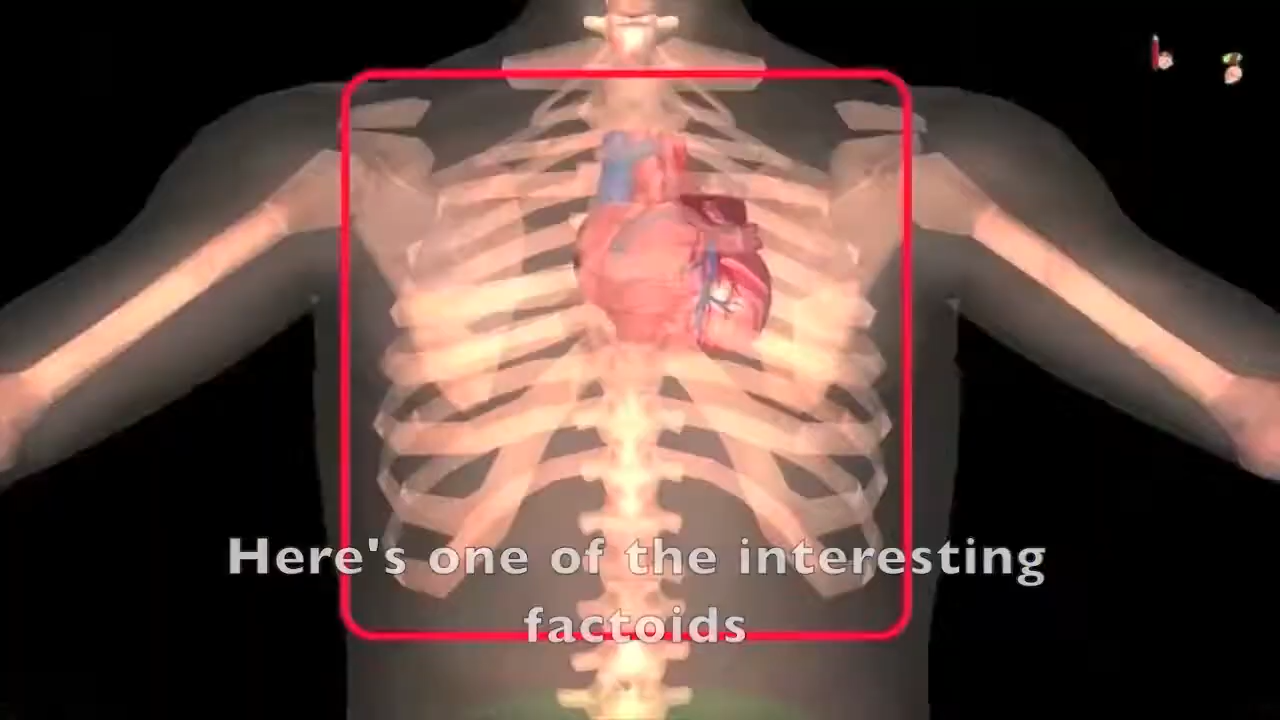 Here's one of the interesting
factoids